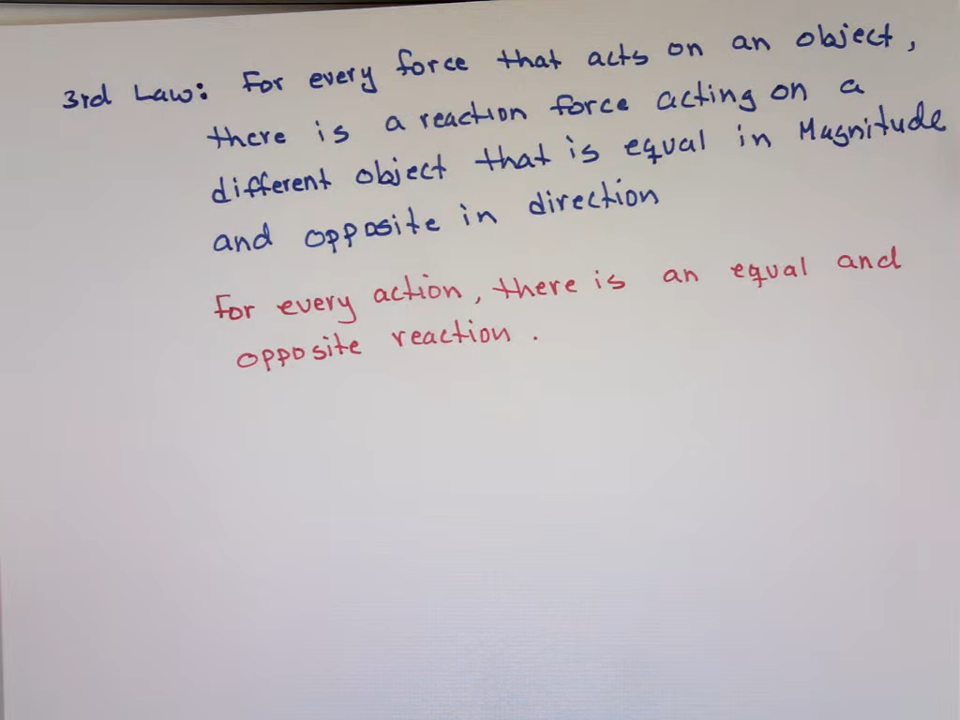 3rd Law: For every force that acts on an object,
there is a reaction force acting on a
different object that is equal in Magnitude
and opposite in direction
For every action, there is an equal and
opposite reaction.